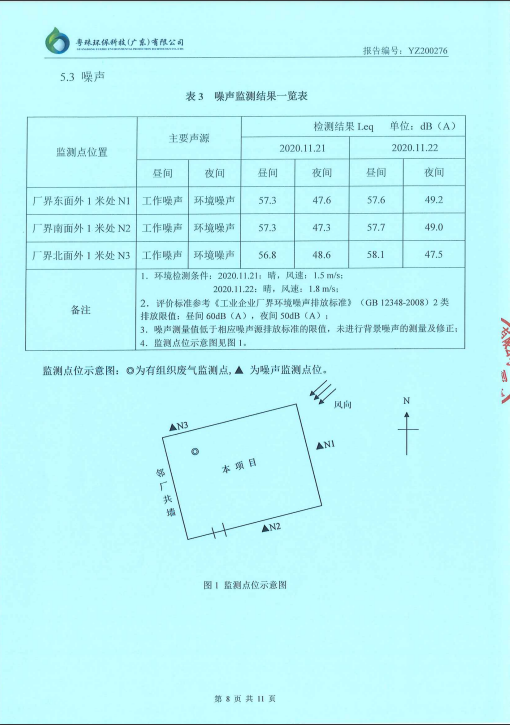 粤珠环保科技(广东)有限公司
报告编号：YZ200276
5.3 噪声
表 3 噪声监测结果一览表
监测点位置 主要声源 检测结果 Leq 单位：dB（A）
2020.11.21 2020.11.22
昼间 夜间 昼间 夜间 昼间 夜间
厂界东面外 1 米处 N1 工作噪声 环境噪声 57.3 47.6 57.6 49.2
厂界南面外 1 米处 N2 工作噪声 环境噪声 57.3 47.3 57.7 49.0
厂界北面外 1 米处 N3 工作噪声 环境噪声 56.8 48.6 58.1 47.5
备注
1．环境检测条件：2020.11.21；晴，风速：1.5 m/s；
2020.11.22；晴，风速：1.8 m/s；
2．评价标准参考《工业企业厂界环境噪声排放标准》（GB 12348-2008）2 类
排放限值：昼间 60dB（A），夜间 50dB（A）；
3．噪声测量值低于相应噪声源排放标准的限值，未进行背景噪声的测量及修正；
4．监测点位示意图见图 1。
监测点位示意图：◎为有组织废气监测点，▲ 为噪声监测点位。
风向
N
▲N3
◎
▲N1
本 项 目
邻厂共墙
▲N2
图 1 监测点位示意图
第 8 页 共 11 页